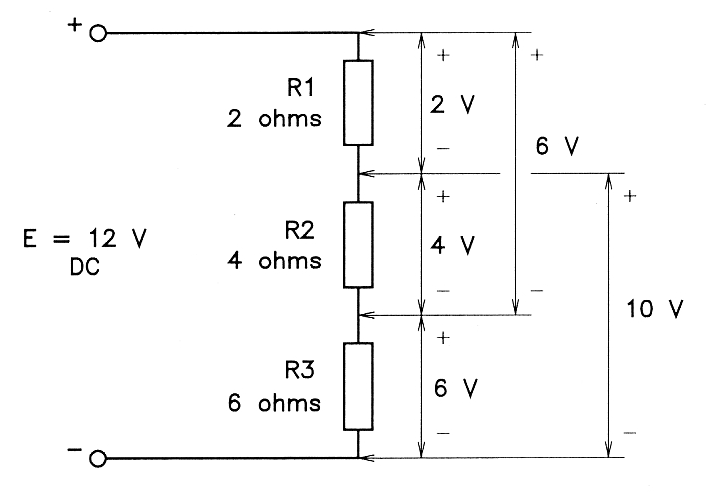 +
R1
2 ohms
+
2 V
−
+
6 V
−
E = 12 V
DC
R2
4 ohms
+
4 V
−
+
10 V
−
R3
6 ohms
+
6 V
−
−